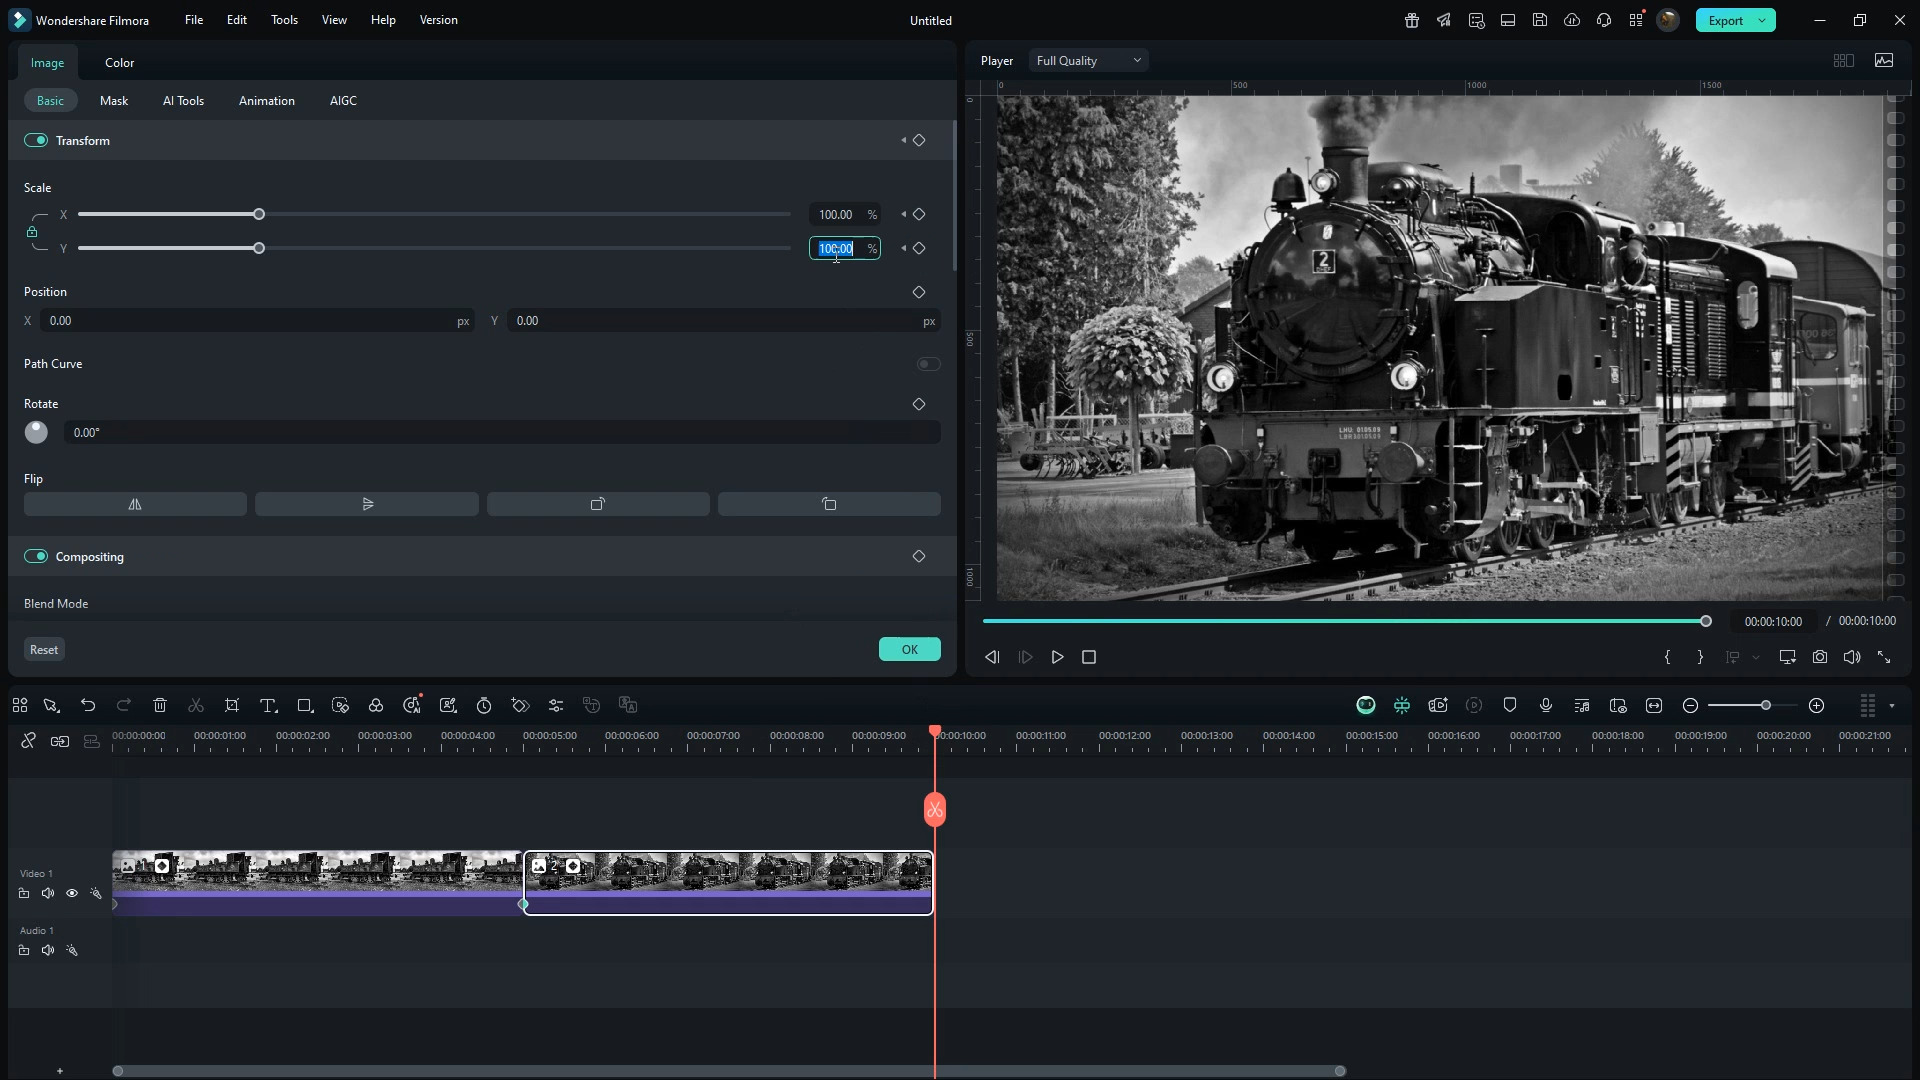 Wondershare Filmora File Edit Tools View Help Version Untitled Export
Image Color
Player Full Quality
Basic Mask AI Tools Animation AIGC
0 500 1000 1500
0
500
1000
Transform
Scale
X 100.00 %
Y 100.00 %
Position
X 0.00 px Y 0.00 px
Path Curve
Rotate
0.00°
Flip
Compositing
Blend Mode
Reset OK
2
00:00:10:00 / 00:00:10:00
00:00:00:00 00:00:01:00 00:00:02:00 00:00:03:00 00:00:04:00 00:00:05:00 00:00:06:00 00:00:07:00 00:00:08:00 00:00:09:00 00:00:10:00 00:00:11:00 00:00:12:00 00:00:13:00 00:00:14:00 00:00:15:00 00:00:16:00 00:00:17:00 00:00:18:00 00:00:19:00 00:00:20:00 00:00:21:00
1 2
Video 1
Audio 1